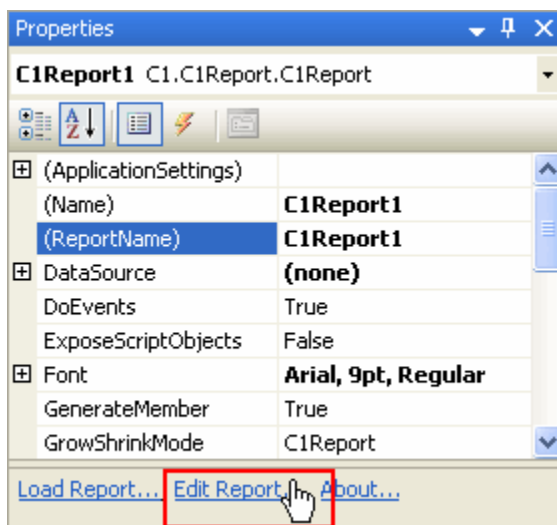 Properties
C1Report1 C1.C1Report.C1Report
(ApplicationSettings)
(Name) C1Report1
(ReportName) C1Report1
DataSource (none)
DoEvents True
ExposeScriptObjects False
Font Arial, 9pt, Regular
GenerateMember True
GrowShrinkMode C1Report
Load Report... Edit Report About...